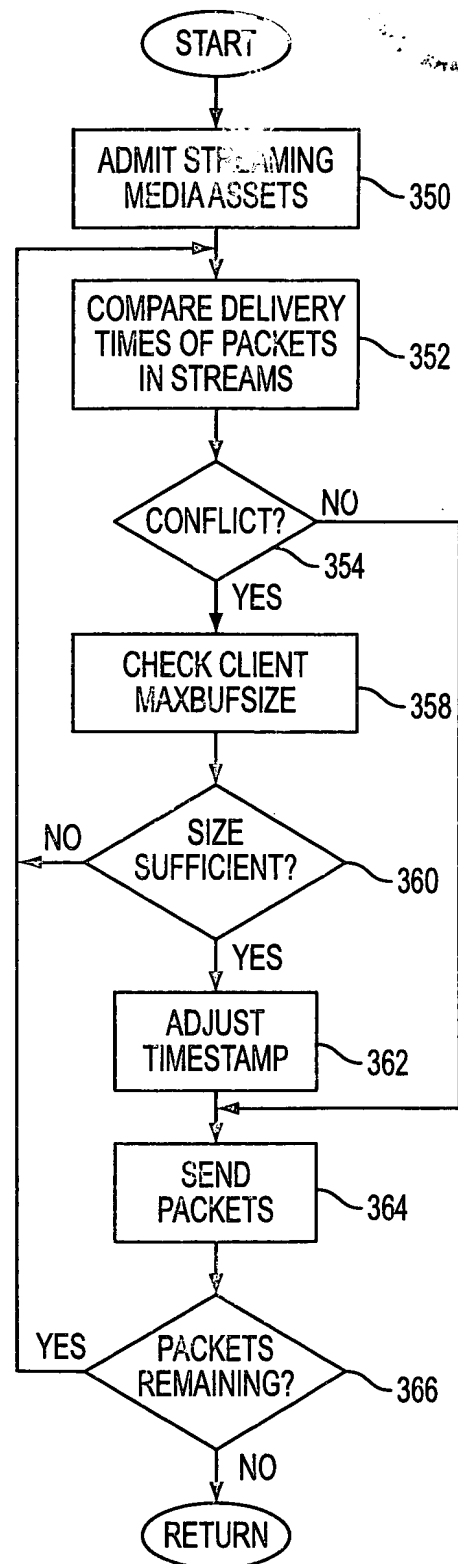 START
ADMIT STREAMING
MEDIA ASSETS
350
COMPARE DELIVERY
TIMES OF PACKETS
IN STREAMS
352
CONFLICT?
NO
354
YES
CHECK CLIENT
MAXBUFSIZE
358
NO
SIZE
SUFFICIENT?
360
YES
ADJUST
TIMESTAMP
362
SEND
PACKETS
364
YES
PACKETS
REMAINING?
366
NO
RETURN